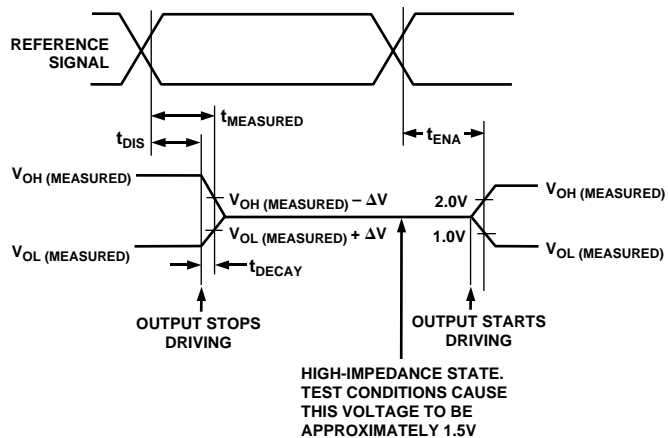 REFERENCE
SIGNAL
tMEASURED
tDIS
tENA
VOH (MEASURED)
VOH (MEASURED) – ΔV
2.0V
VOH (MEASURED)
VOL (MEASURED)
VOL (MEASURED) + ΔV
1.0V
VOL (MEASURED)
tDECAY
OUTPUT STOPS
DRIVING
OUTPUT STARTS
DRIVING
HIGH-IMPEDANCE STATE.
TEST CONDITIONS CAUSE
THIS VOLTAGE TO BE
APPROXIMATELY 1.5V